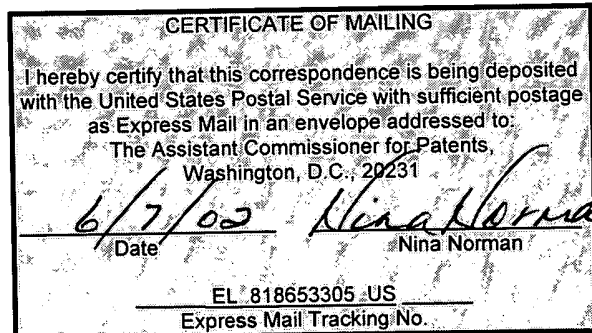 CERTIFICATE OF MAILING
I hereby certify that this correspondence is being deposited
with the United States Postal Service with sufficient postage
as Express Mail in an envelope addressed to:
The Assistant Commissioner for Patents,
Washington, D.C., 20231
6/7/02 Nina Norma
Date Nina Norman
EL 818653305 US
Express Mail Tracking No.